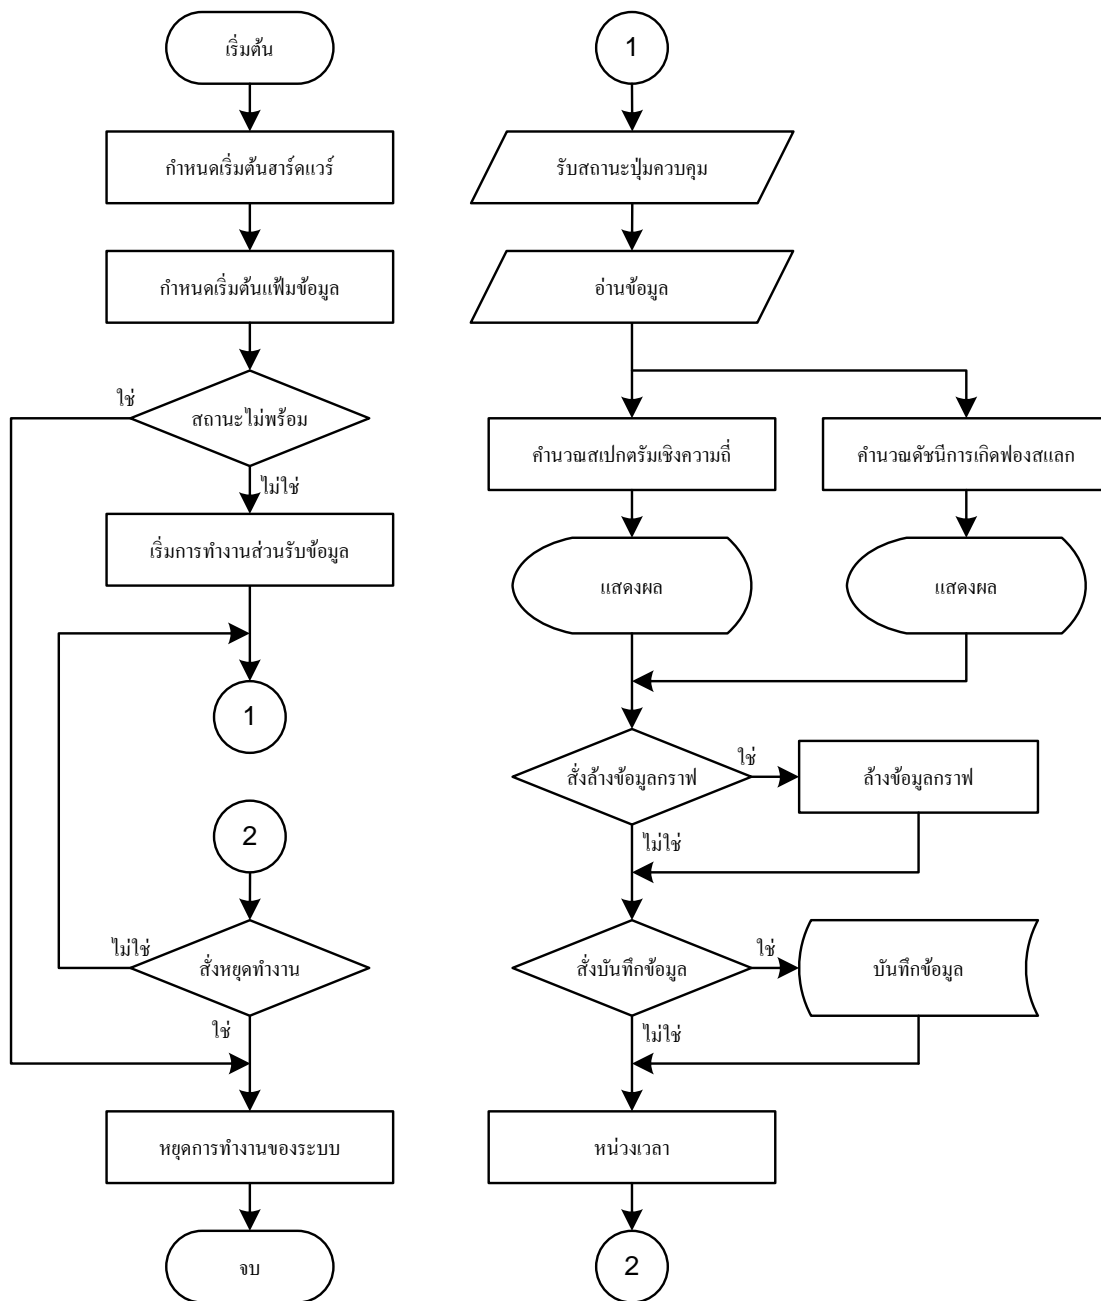 เริ่มต้น
กำหนดเริ่มต้นฮาร์ดแวร์
กำหนดเริ่มต้นแฟ้มข้อมูล
ใช่
สถานะไม่พร้อม
ไม่ใช่
เริ่มการทำงานส่วนรับข้อมูล
1
2
ไม่ใช่
สั่งหยุดทำงาน
ใช่
หยุดการทำงานของระบบ
จบ
1
รับสถานะปุ่มควบคุม
อ่านข้อมูล
คำนวณสเปกตรัมเชิงความถี่
คำนวณดัชนีการเกิดฟองสแลก
แสดงผล
แสดงผล
สั่งล้างข้อมูลกราฟ
ใช่
ล้างข้อมูลกราฟ
ไม่ใช่
สั่งบันทึกข้อมูล
ใช่
บันทึกข้อมูล
ไม่ใช่
หน่วงเวลา
2